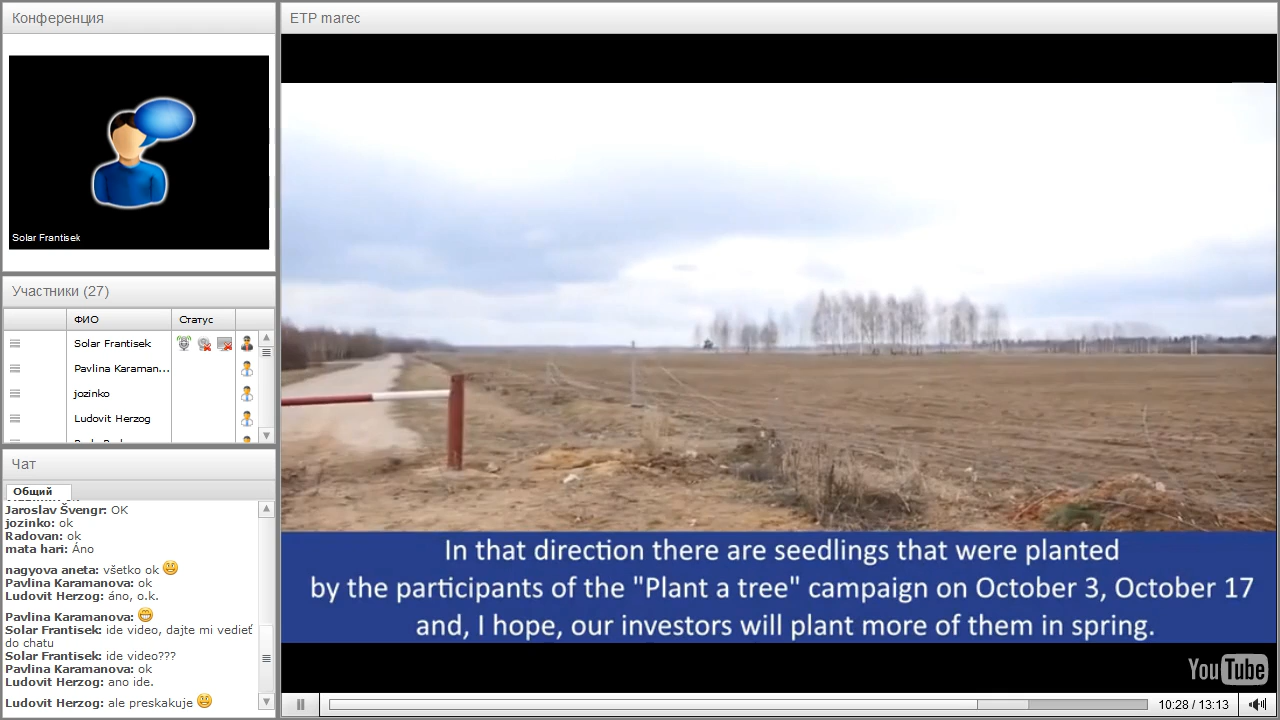 Конференция
Solar Frantisek
Участники (27)
ФИО
Статус
Solar Frantisek
Pavlina Karaman...
jozinko
Ludovit Herzog
Чат
Общий
Jaroslav Švengr: OK
jozinko: ok
Radovan: ok
mata hari: Áno
nagyova aneta: všetko ok
Pavlina Karamanova: ok
Ludovit Herzog: áno, o.k.
Pavlina Karamanova:
Solar Frantisek: ide video, dajte mi vedieť
do chatu
Solar Frantisek: ide video???
Pavlina Karamanova: ok
Ludovit Herzog: ano ide.
Ludovit Herzog: ale preskakuje
ETP marec
In that direction there are seedlings that were planted
by the participants of the "Plant a tree" campaign on October 3, October 17
and, I hope, our investors will plant more of them in spring.
YouTube
10:28 / 13:13